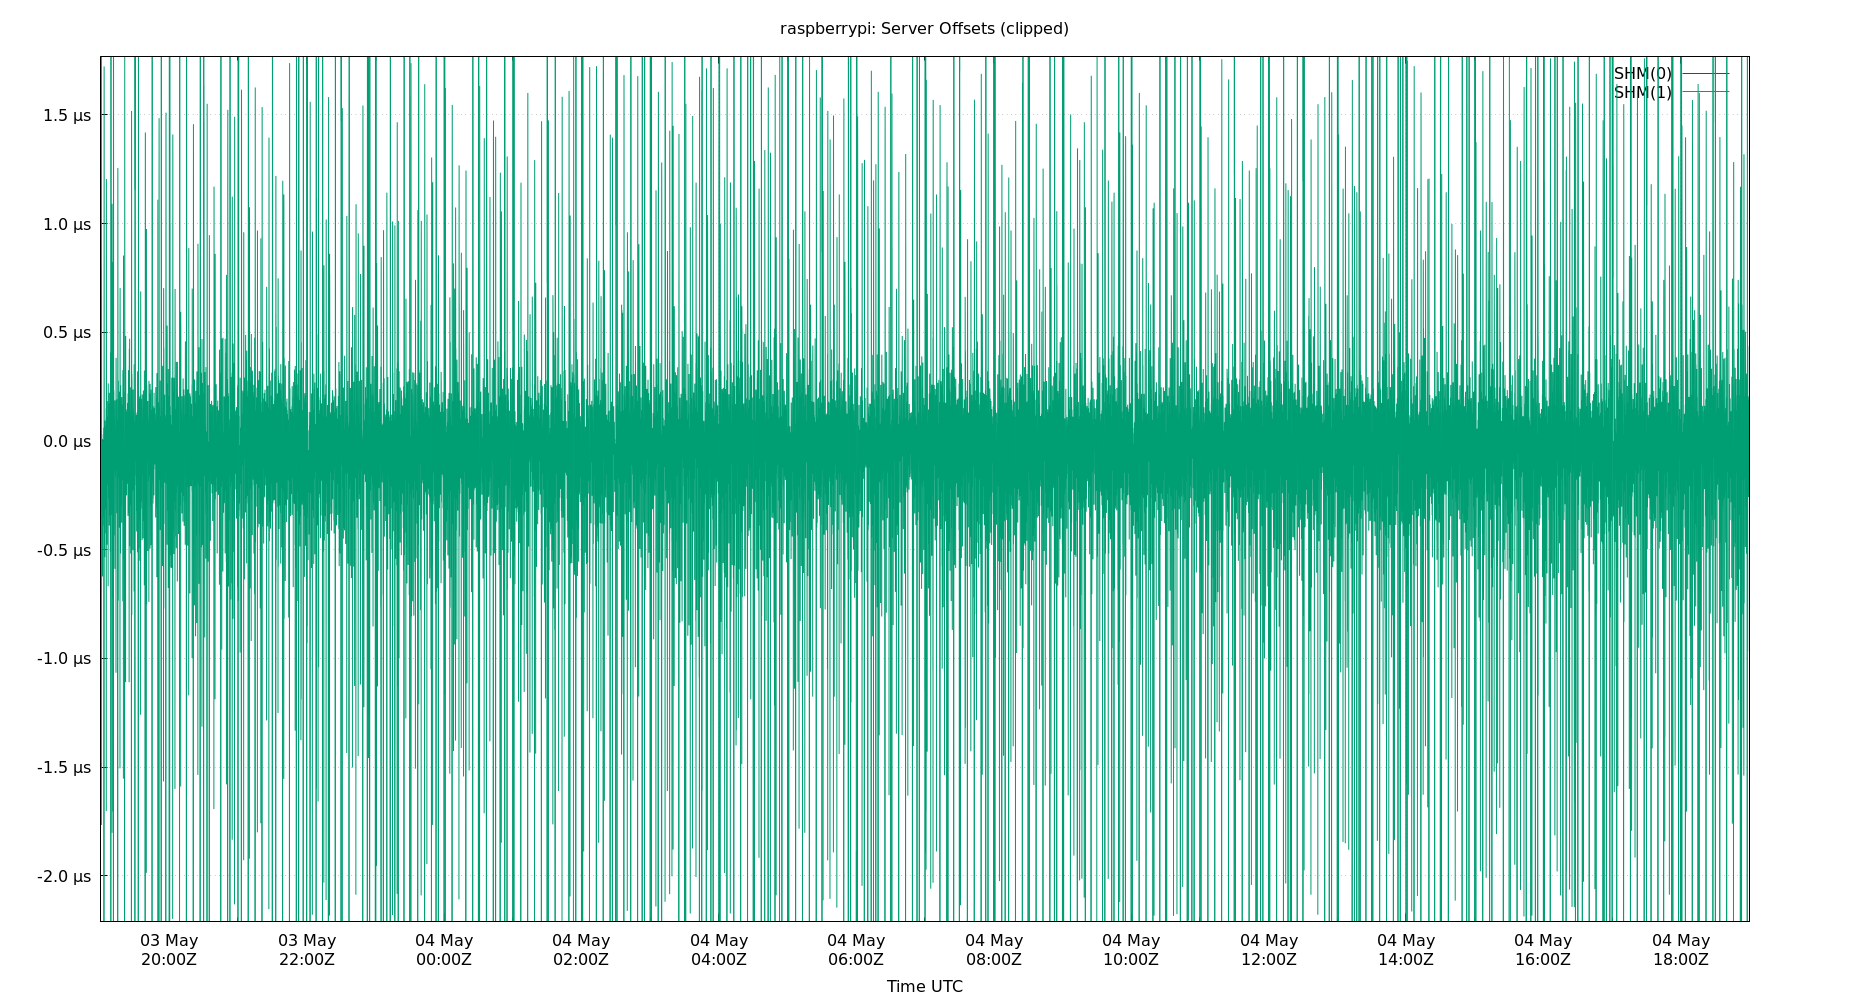 raspberrypi: Server Offsets (clipped)
SHM(0)
SHM(1)
1.5 µs
1.0 µs
0.5 µs
0.0 µs
-0.5 µs
-1.0 µs
-1.5 µs
-2.0 µs
03 May 03 May 04 May 04 May 04 May 04 May 04 May 04 May 04 May 04 May 04 May 04 May
20:00Z 22:00Z 00:00Z 02:00Z 04:00Z 06:00Z 08:00Z 10:00Z 12:00Z 14:00Z 16:00Z 18:00Z
Time UTC